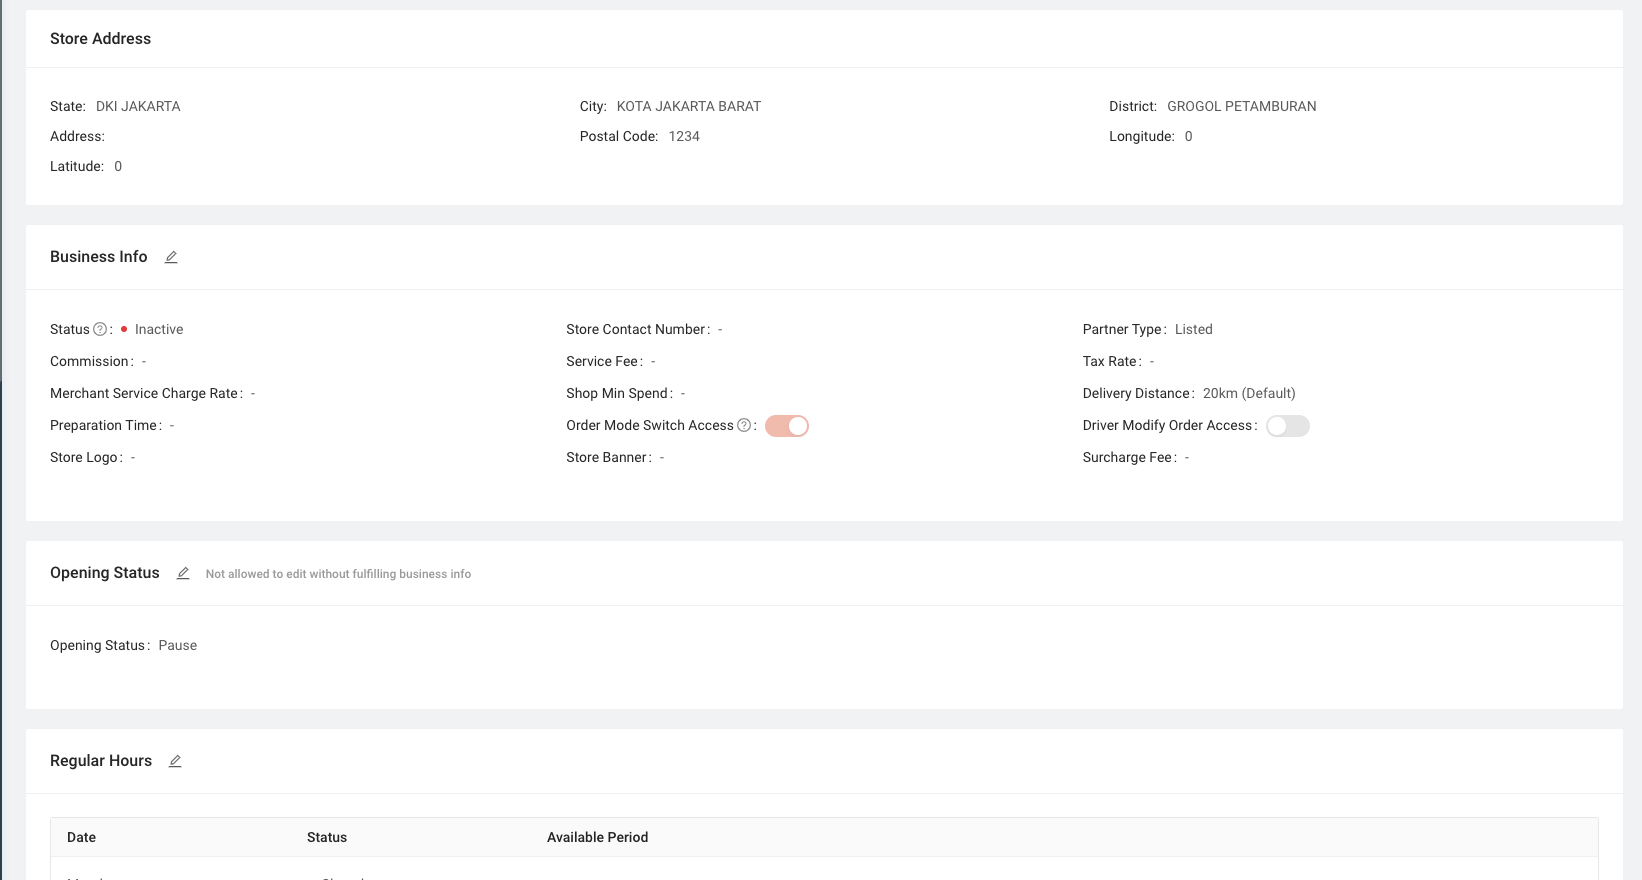 Store Address
State: DKI JAKARTA City: KOTA JAKARTA BARAT District: GROGOL PETAMBURAN
Address: Postal Code: 1234 Longitude: 0
Latitude: 0
Business Info
Status ? : Inactive Store Contact Number : - Partner Type : Listed
Commission : - Service Fee : - Tax Rate : -
Merchant Service Charge Rate : - Shop Min Spend : - Delivery Distance : 20km (Default)
Preparation Time : - Order Mode Switch Access ? : Driver Modify Order Access :
Store Logo : - Store Banner : - Surcharge Fee : -
Opening Status Not allowed to edit without fulfilling business info
Opening Status : Pause
Regular Hours
Date Status Available Period